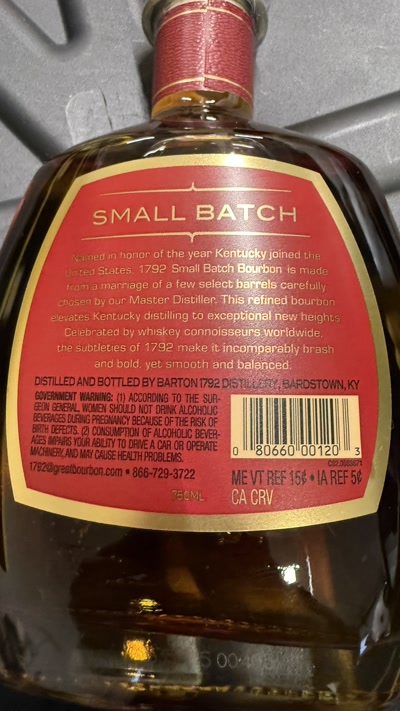 SMALL BATCH
Named in honor of the year Kentucky joined the
United States, 1792 Small Batch Bourbon is made
from a marriage of a few select barrels carefully
chosen by our Master Distiller. This refined bourbon
elevates Kentucky distilling to exceptional new heights.
Celebrated by whiskey connoisseurs worldwide,
the subtleties of 1792 make it incomparably brash
and bold, yet smooth and balanced.
DISTILLED AND BOTTLED BY BARTON 1792 DISTILLERY, BARDSTOWN, KY
GOVERNMENT WARNING: (1) ACCORDING TO THE SUR-
GEON GENERAL, WOMEN SHOULD NOT DRINK ALCOHOLIC
BEVERAGES DURING PREGNANCY BECAUSE OF THE RISK OF
BIRTH DEFECTS. (2) CONSUMPTION OF ALCOHOLIC BEVER-
AGES IMPAIRS YOUR ABILITY TO DRIVE A CAR OR OPERATE
MACHINERY, AND MAY CAUSE HEALTH PROBLEMS.
1792@greatbourbon.com • 866-729-3722
750ML
0 80660 00120 3
ME VT REF 15¢ • IA REF 5¢
CA CRV